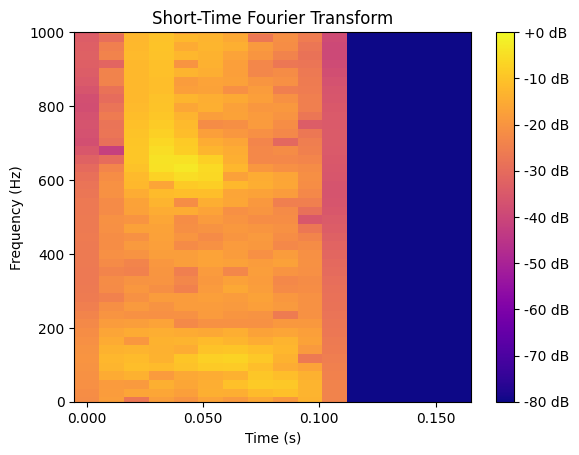 Short-Time Fourier Transform
Frequency (Hz)
1000
800
600
400
200
0
0.000
0.050
0.100
0.150
Time (s)
+0 dB
-10 dB
-20 dB
-30 dB
-40 dB
-50 dB
-60 dB
-70 dB
-80 dB